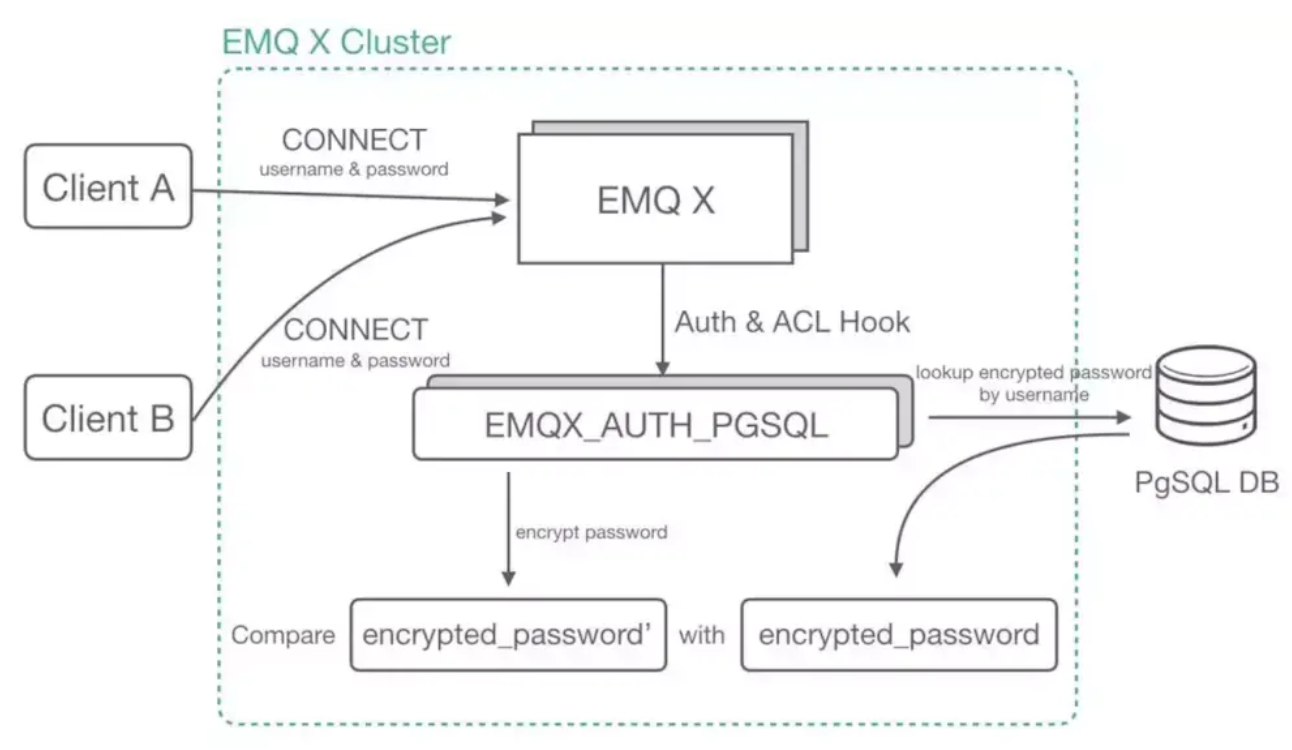 EMQ X Cluster
CONNECT
username & password
Client A
EMQ X
CONNECT
username & password
Auth & ACL Hook
Client B
EMQX_AUTH_PGSQL
lookup encrypted password
by username
PgSQL DB
encrypt password
Compare encrypted_password’ with encrypted_password